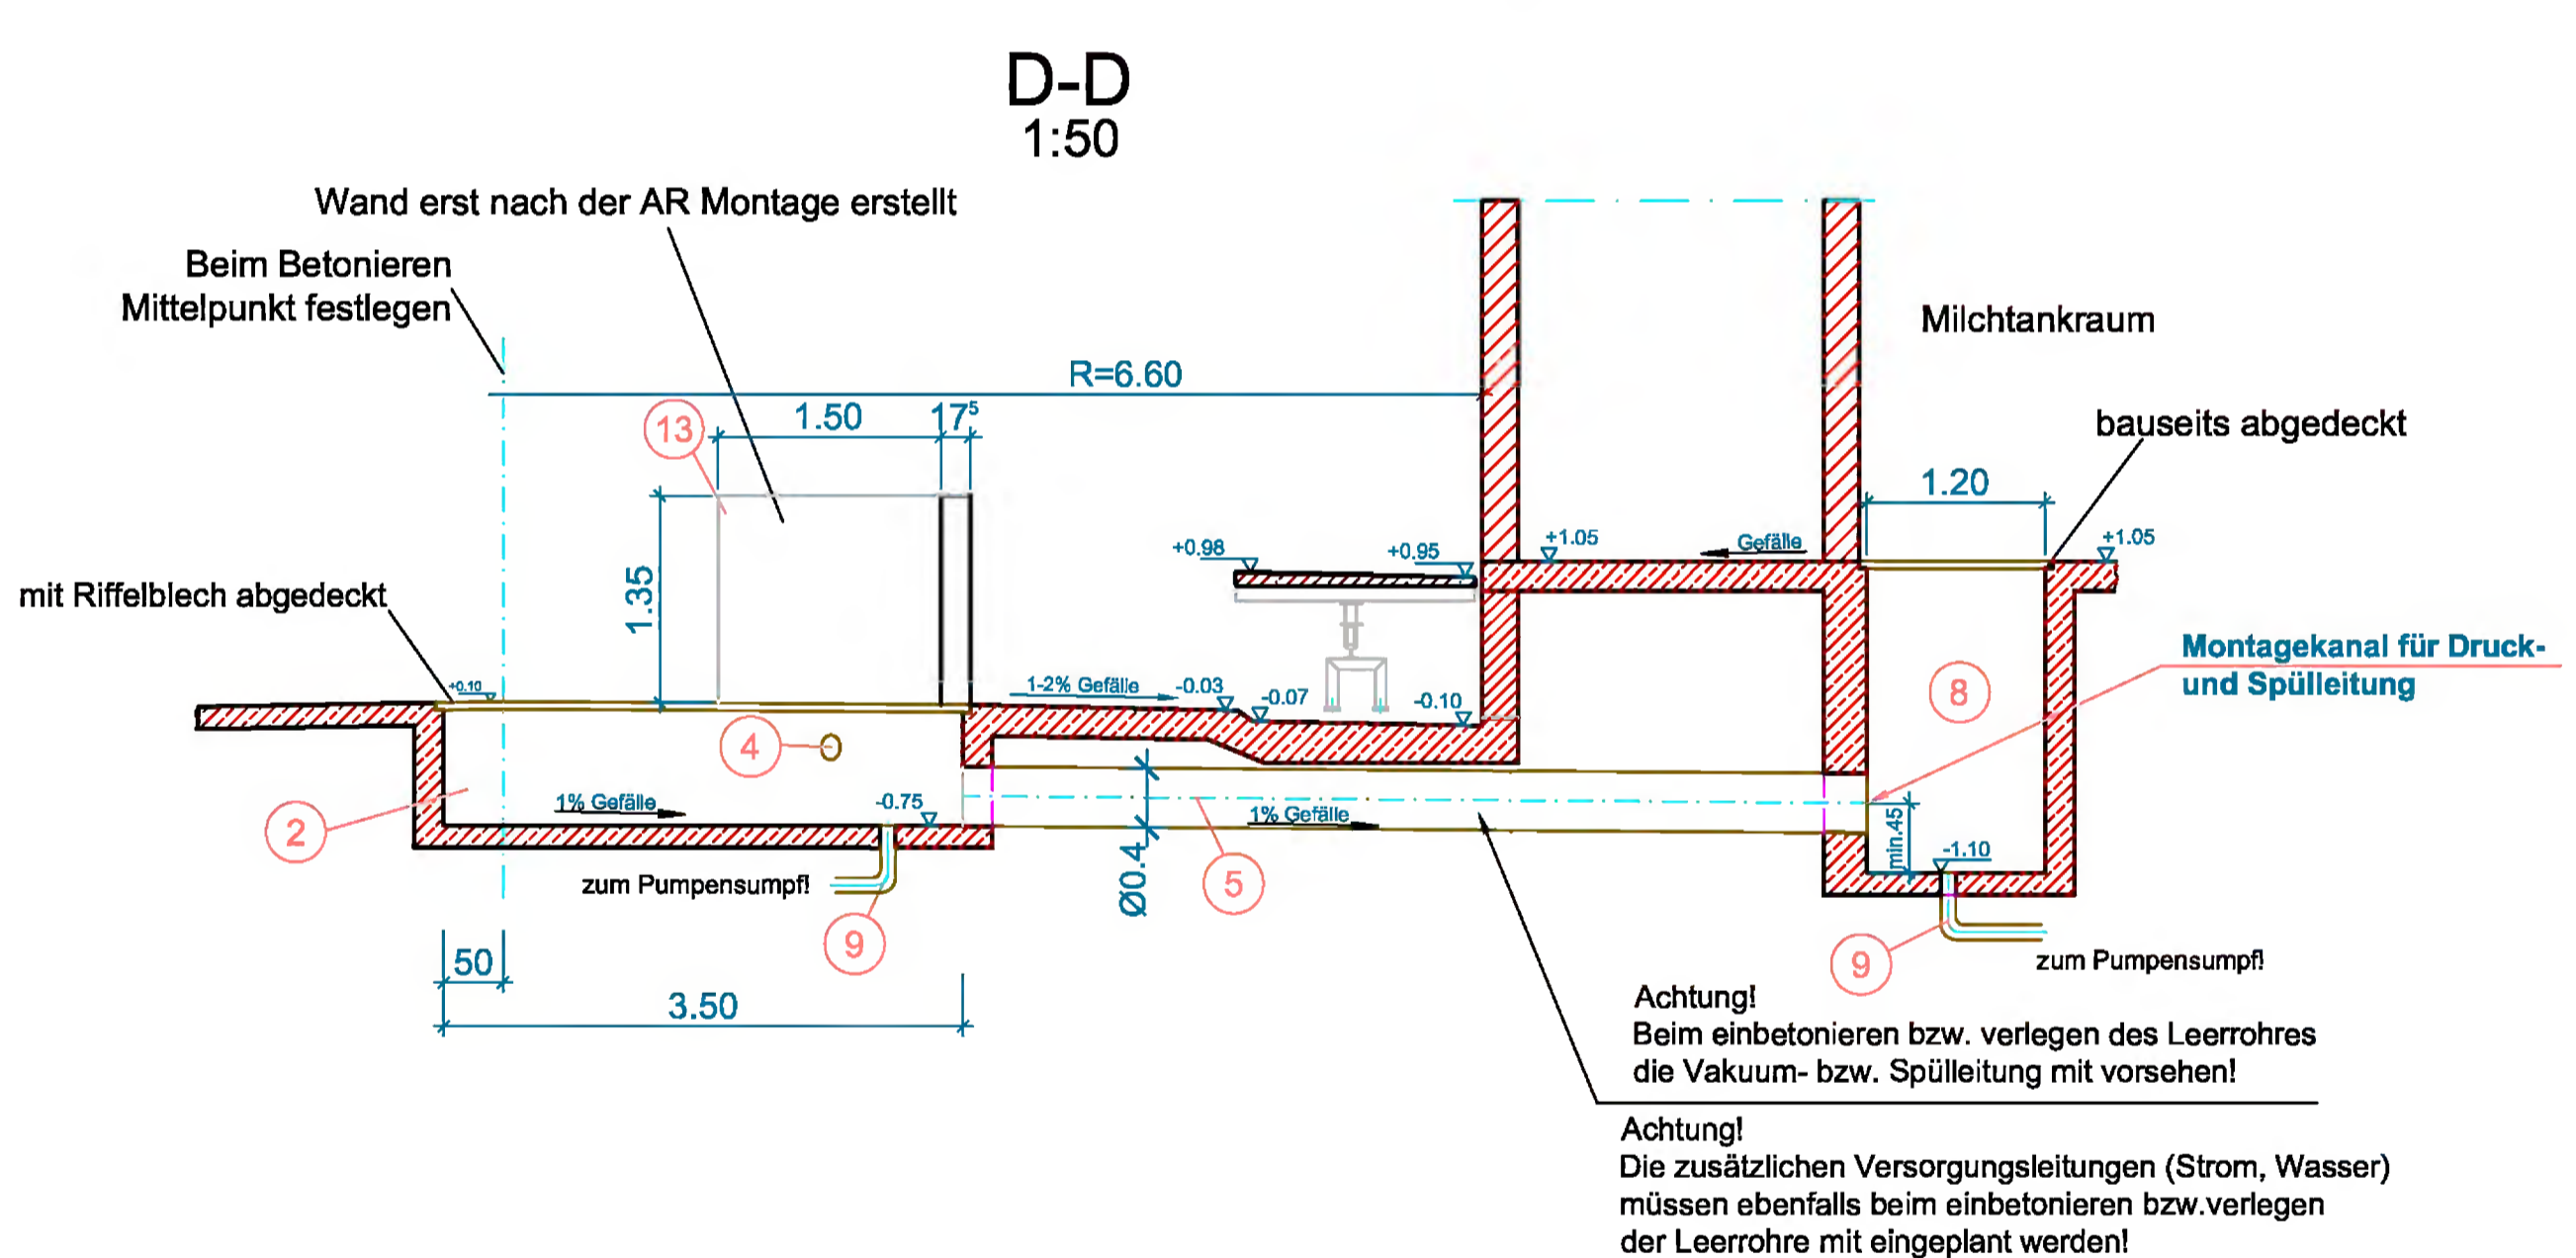 D-D
1:50
Wand erst nach der AR Montage erstellt
Beim Betonieren
Mittelpunkt festlegen
Milchtankraum
R=6.60
13
1.50
17⁵
bauseits abgedeckt
1.20
+0.98
+0.95
+1.05
Gefälle
+1.05
mit Riffelblech abgedeckt
1.35
Montagekanal für Druck-
und Spülleitung
+0.10
1-2% Gefälle
-0.03
-0.07
-0.10
8
4
2
1% Gefälle
-0.75
1% Gefälle
min.45
-1.10
zum Pumpensumpf!
Ø0.4
5
9
9
zum Pumpensumpf!
50
3.50
Achtung!
Beim einbetonieren bzw. verlegen des Leerrohres
die Vakuum- bzw. Spülleitung mit vorsehen!
Achtung!
Die zusätzlichen Versorgungsleitungen (Strom, Wasser)
müssen ebenfalls beim einbetonieren bzw.verlegen
der Leerrohre mit eingeplant werden!